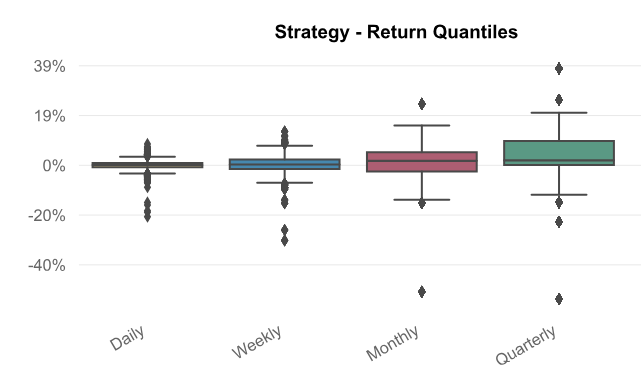 Strategy - Return Quantiles
39%
19%
0%
-20%
-40%
Daily
Weekly
Monthly
Quarterly